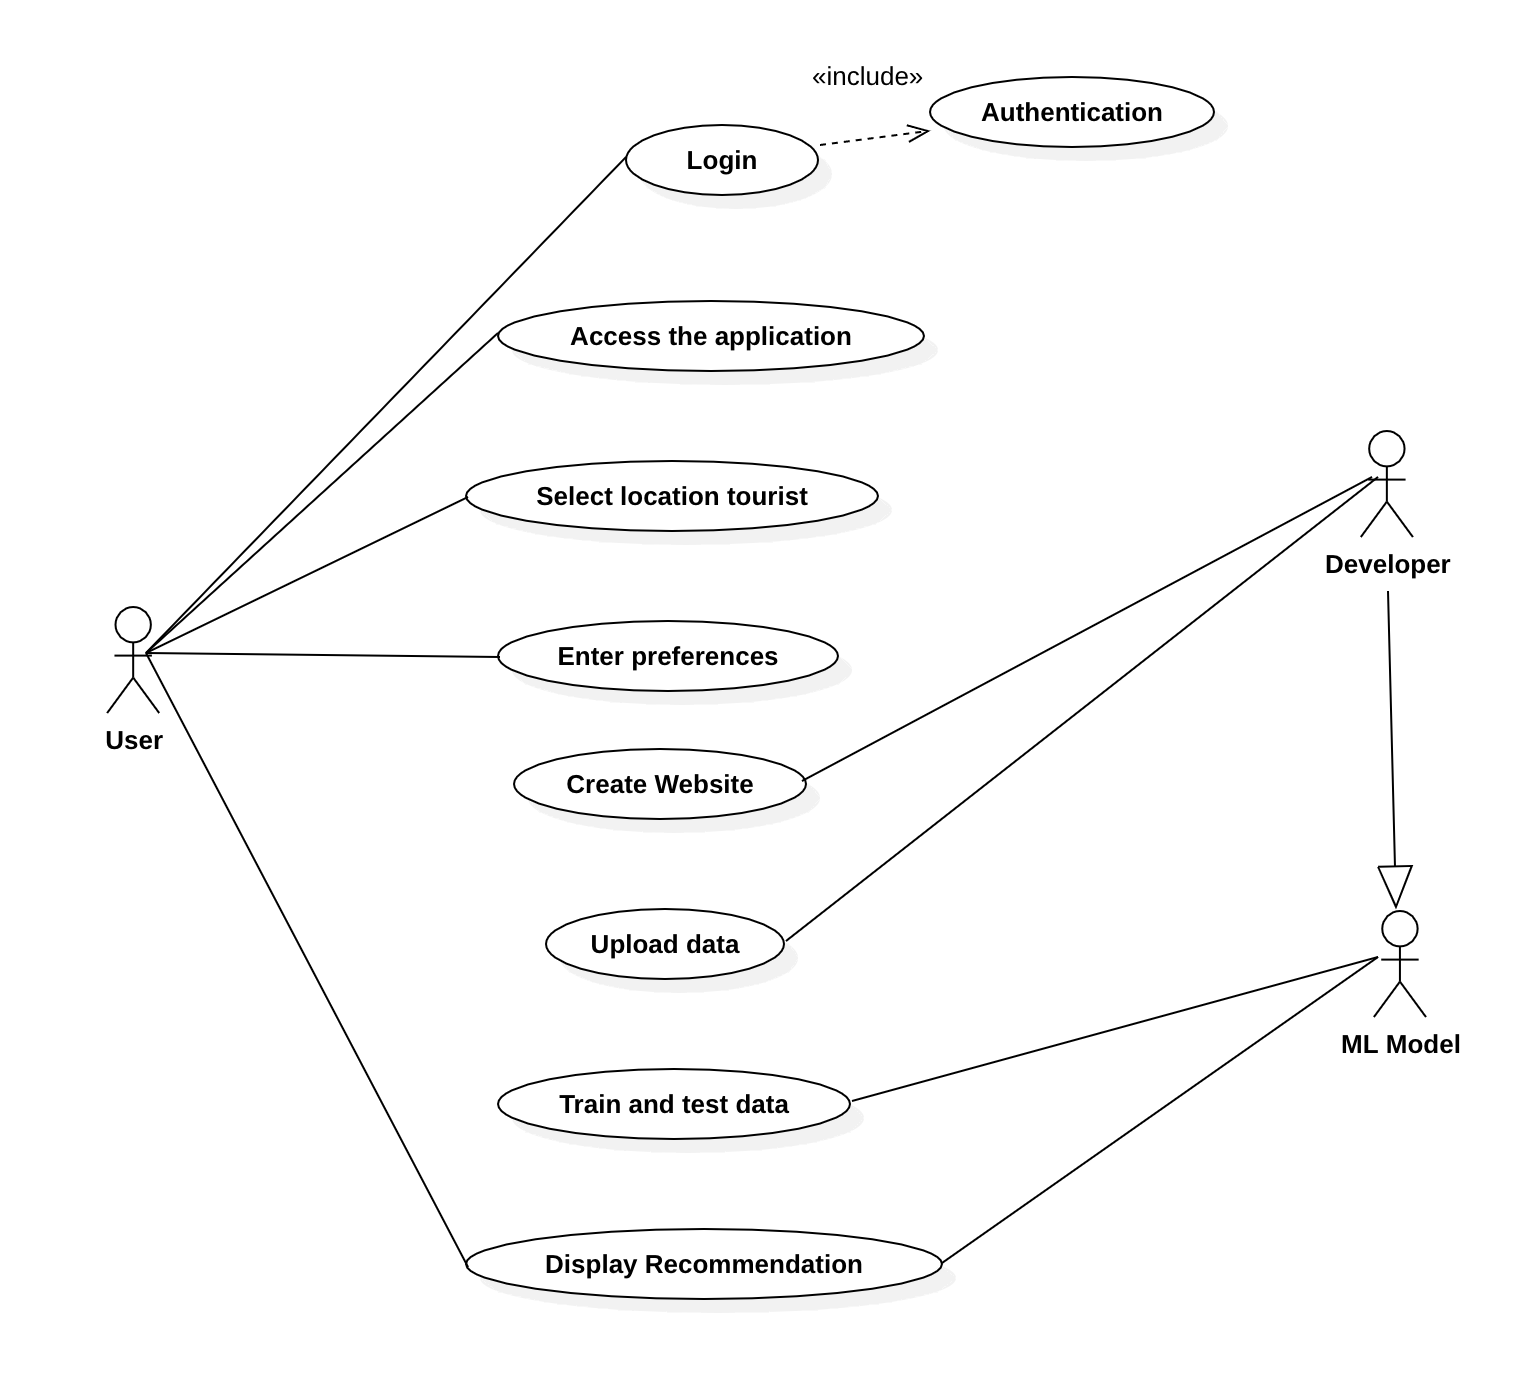 «include»
Authentication
Login
Access the application
Select location tourist
Developer
Enter preferences
User
Create Website
Upload data
ML Model
Train and test data
Display Recommendation